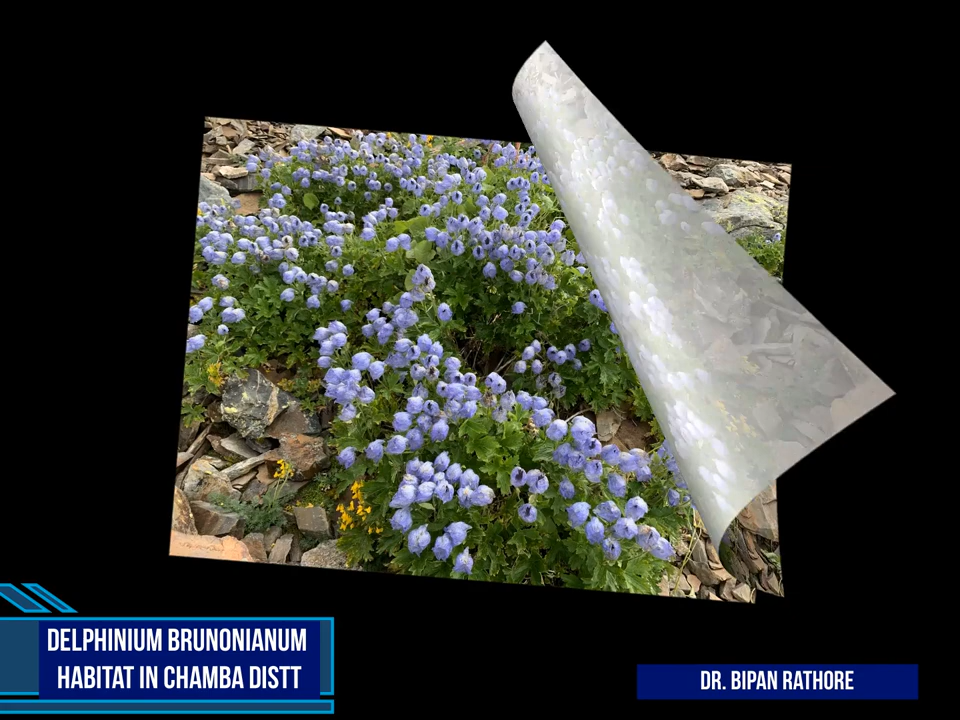 DELPHINIUM BRUNONIANUM
HABITAT IN CHAMBA DISTT
DR. BIPAN RATHORE